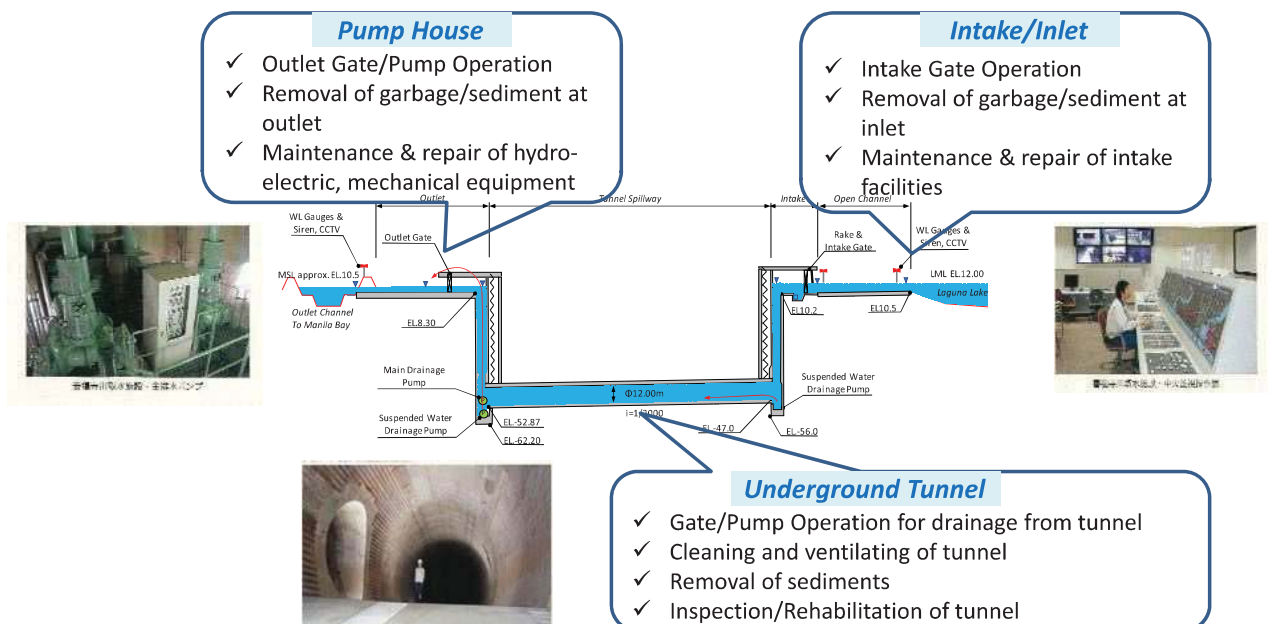 Pump House
✓ Outlet Gate/Pump Operation
✓ Removal of garbage/sediment at
outlet
✓ Maintenance & repair of hydro-
electric, mechanical equipment
Intake/Inlet
✓ Intake Gate Operation
✓ Removal of garbage/sediment at
inlet
✓ Maintenance & repair of intake
facilities
Outlet
Tunnel Spillway
Intake
Open Channel
WL Gauges &
Siren, CCTV
Outlet Gate
Rake &
Intake Gate
WL Gauges &
Siren, CCTV
MSL approx. EL.10.5
LML EL.12.00
Laguna Lake
Outlet Channel
To Manila Bay
EL.8.30
EL10.2
EL10.5
Main Drainage
Pump
Φ12.00m
Suspended Water
Drainage Pump
i=1/3000
Suspended Water
Drainage Pump
EL.-52.87
EL.-62.20
EL.-47.0
EL.-56.0
Underground Tunnel
✓ Gate/Pump Operation for drainage from tunnel
✓ Cleaning and ventilating of tunnel
✓ Removal of sediments
✓ Inspection/Rehabilitation of tunnel